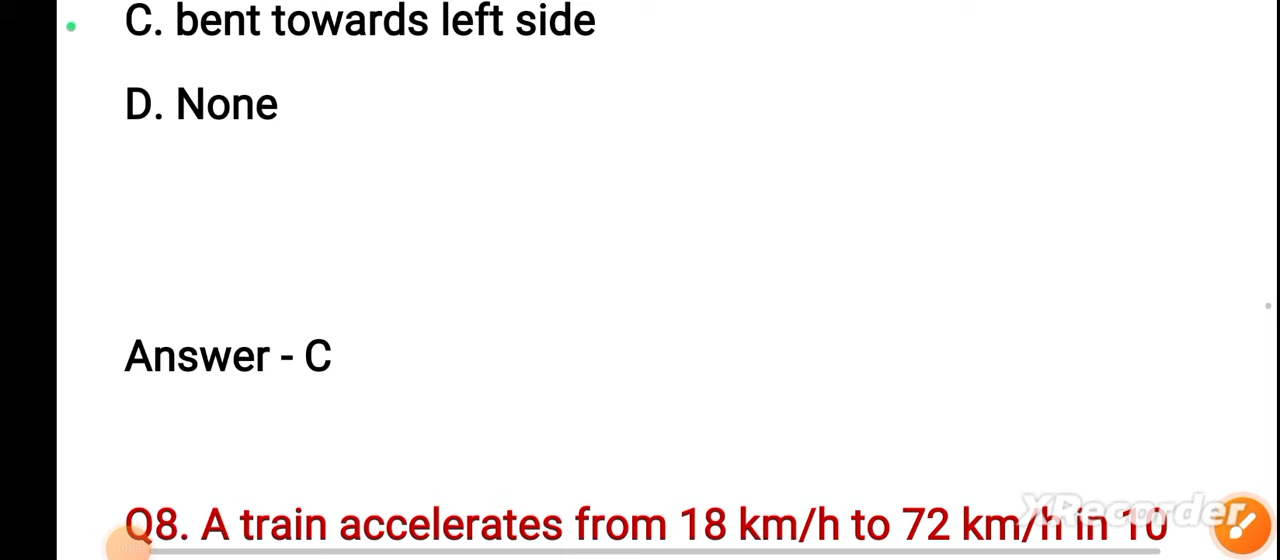 C. bent towards left side
D. None
Answer - C
Q8. A train accelerates from 18 km/h to 72 km/h in 10
XRecorder